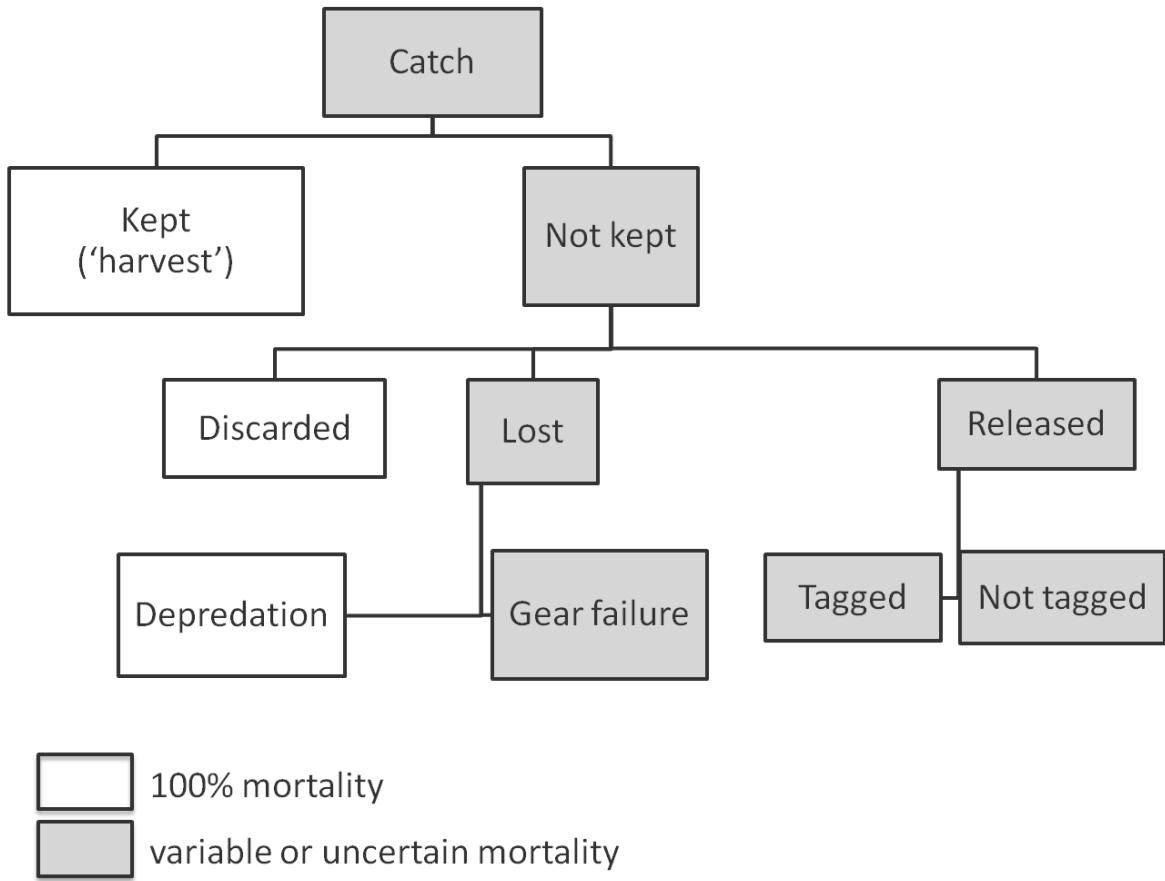 Catch
Kept
(‘harvest’)
Not kept
Discarded
Lost
Released
Depredation
Gear failure
Tagged
Not tagged
100% mortality
variable or uncertain mortality